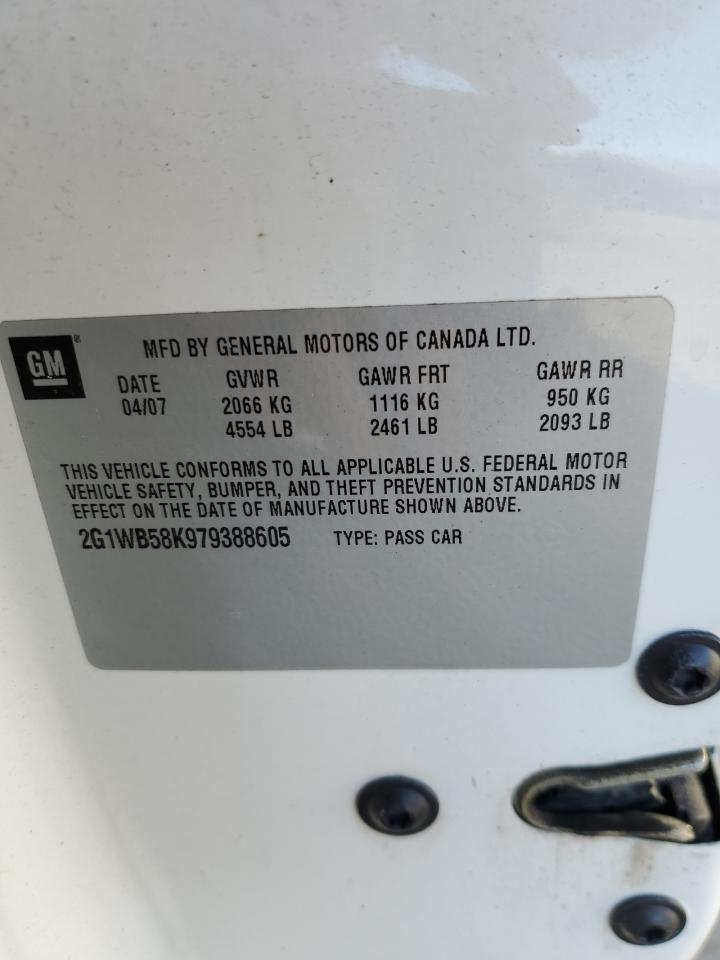 GM ®
MFD BY GENERAL MOTORS OF CANADA LTD.
DATE GVWR GAWR FRT GAWR RR
04/07 2066 KG 1116 KG 950 KG
4554 LB 2461 LB 2093 LB
THIS VEHICLE CONFORMS TO ALL APPLICABLE U.S. FEDERAL MOTOR
VEHICLE SAFETY, BUMPER, AND THEFT PREVENTION STANDARDS IN
EFFECT ON THE DATE OF MANUFACTURE SHOWN ABOVE.
2G1WB58K979388605 TYPE: PASS CAR